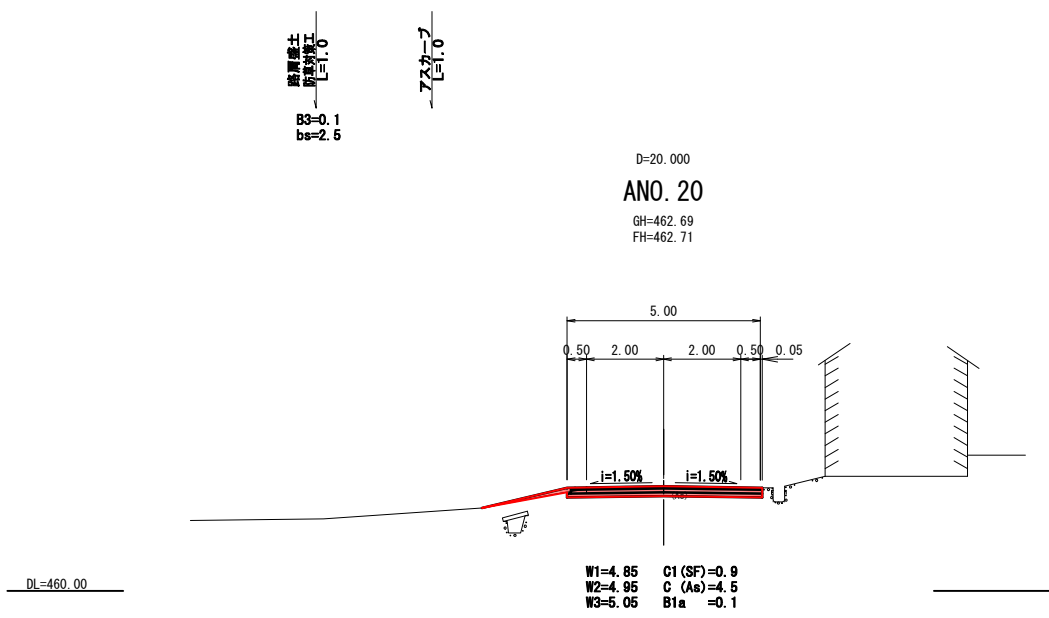 路肩盛土
防草対策工
L=1.0
アスカーブ
L=1.0
B3=0.1
bs=2.5
D=20.000
ANO.20
GH=462.69
FH=462.71
5.00
0.50 2.00 2.00 0.50 0.05
i=1.50% i=1.50%
(As)
DL=460.00
W1=4.85 C1(SF)=0.9
W2=4.95 C (As)=4.5
W3=5.05 B1a =0.1